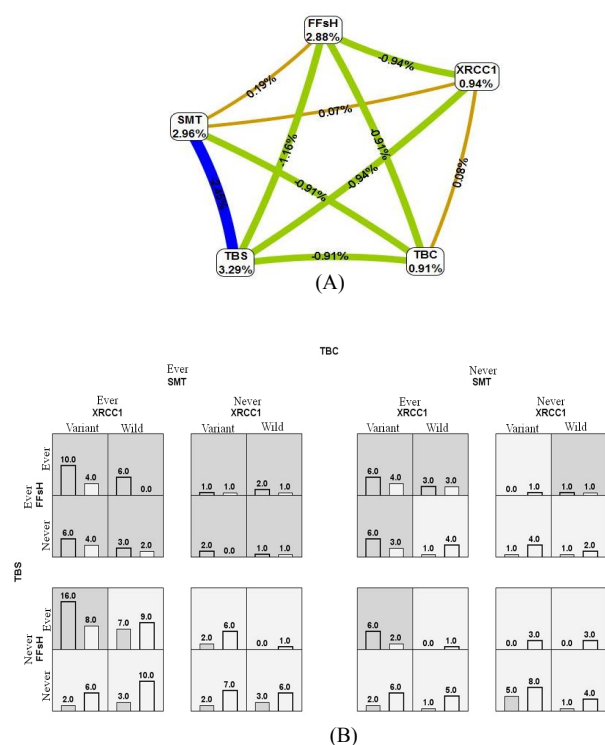 FFsH
2.88%
-0.94%
XRCC1
0.94%
0.19%
0.07%
SMT
2.96%
-1.16%
-0.91%
-0.94%
-0.91%
0.08%
-0.91%
TBS
3.29%
TBC
0.91%
(A)
TBC
Ever Never
SMT SMT
Ever Never Ever Never
XRCC1 XRCC1 XRCC1 XRCC1
Variant Wild Variant Wild Variant Wild Variant Wild
TBS
Ever
FFsH
Ever
10.0 4.0 6.0 0.0 1.0 1.0 2.0 1.0 6.0 4.0 3.0 3.0 0.0 1.0 1.0 1.0
Never
6.0 4.0 3.0 2.0 2.0 0.0 1.0 1.0 6.0 3.0 1.0 4.0 1.0 4.0 1.0 2.0
Never
FFsH
Ever
16.0 8.0 7.0 9.0 2.0 6.0 0.0 1.0 6.0 2.0 0.0 1.0 0.0 3.0 0.0 3.0
Never
2.0 6.0 3.0 10.0 2.0 7.0 3.0 6.0 2.0 6.0 1.0 5.0 5.0 8.0 1.0 4.0
(B)